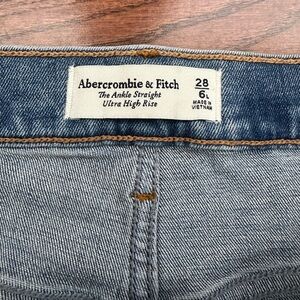 Abercrombie & Fitch
The Ankle Straight
Ultra High Rise
28
6L
MADE IN
VIETNAM